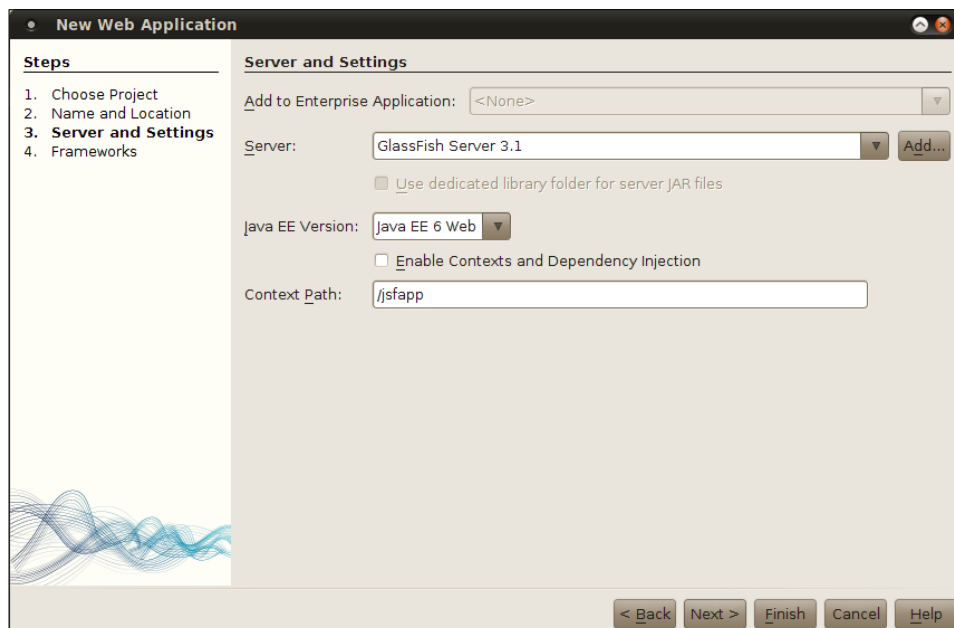 New Web Application
Steps
1. Choose Project
2. Name and Location
3. Server and Settings
4. Frameworks
Server and Settings
Add to Enterprise Application: <None>
Server: GlassFish Server 3.1 Add...
Use dedicated library folder for server JAR files
Java EE Version: Java EE 6 Web
Enable Contexts and Dependency Injection
Context Path: /jsfapp
< Back Next > Finish Cancel Help